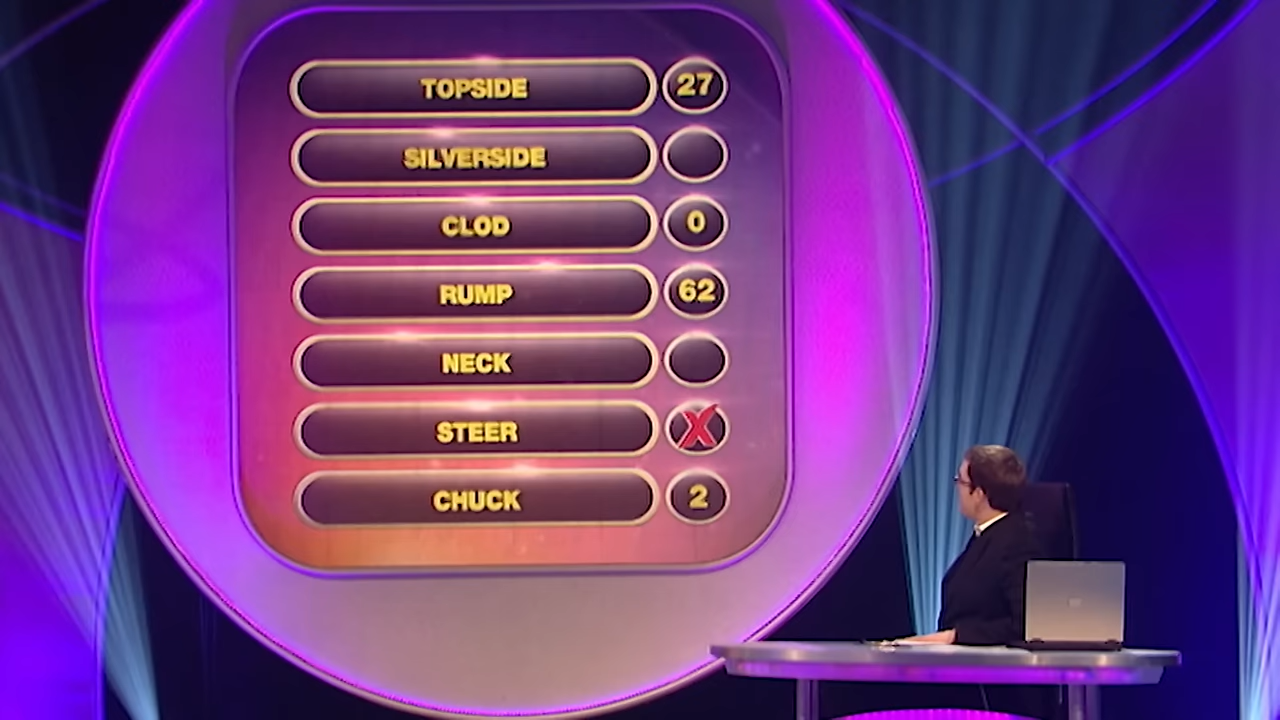 TOPSIDE 27
SILVERSIDE
CLOD 0
RUMP 62
NECK
STEER X
CHUCK 2